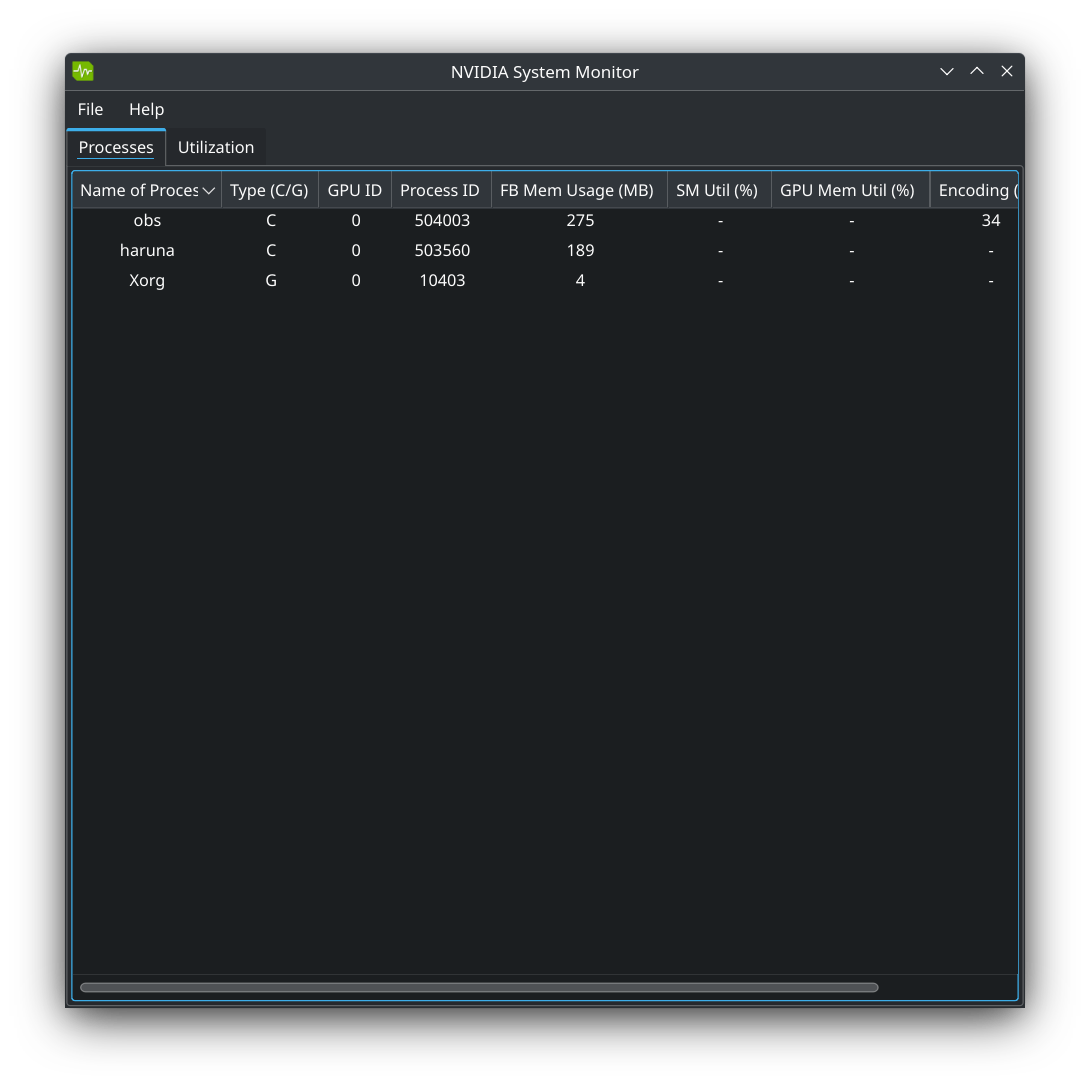 NVIDIA System Monitor
File Help
Processes Utilization
Name of Proces Type (C/G) GPU ID Process ID FB Mem Usage (MB) SM Util (%) GPU Mem Util (%) Encoding (
obs C 0 504003 275 - - 34
haruna C 0 503560 189 - - -
Xorg G 0 10403 4 - - -